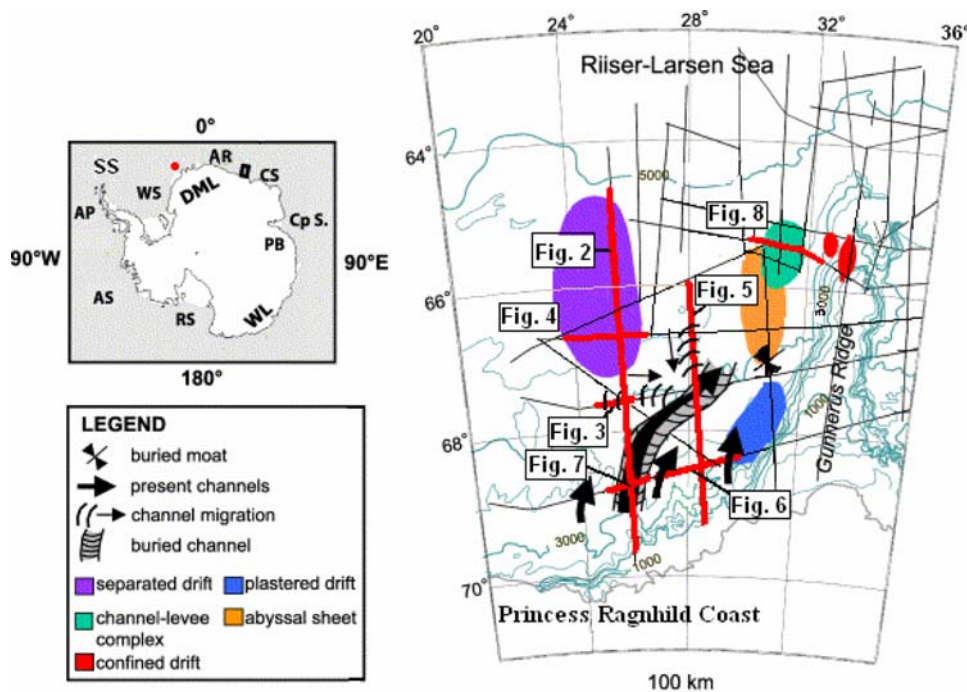 0°
SS
WS
AR
CS
DML
AP
Cp S.
PB
90°W
90°E
AS
RS
WL
180°
LEGEND
buried moat
present channels
channel migration
buried channel
separated drift
plastered drift
channel-levee
complex
abyssal sheet
confined drift
20°
24°
28°
32°
36°
Riiser-Larsen Sea
64°
5000
Fig. 8
Fig. 2
Fig. 5
66°
3000
Fig. 4
Gunnerus Ridge
1000
Fig. 3
68°
Fig. 7
Fig. 6
3000
1000
70°
Princess Ragnhild Coast
100 km